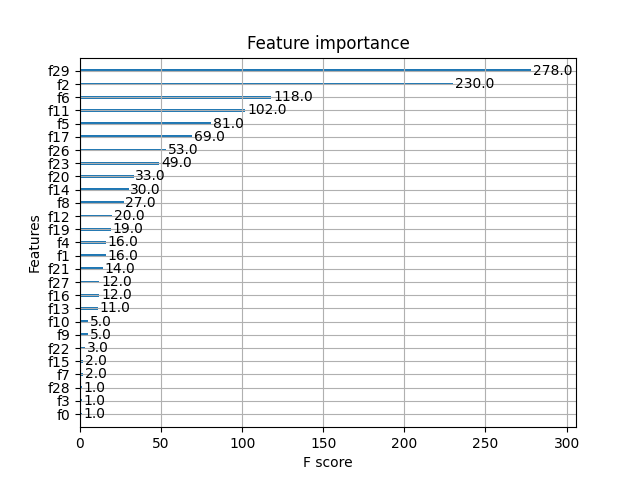 Feature importance
f29 278.0
f2 230.0
f6 118.0
f11 102.0
f5 81.0
f17 69.0
f26 53.0
f23 49.0
f20 33.0
f14 30.0
f8 27.0
f12 20.0
f19 19.0
f4 16.0
f1 16.0
f21 14.0
f27 12.0
f16 12.0
f13 11.0
f10 5.0
f9 5.0
f22 3.0
f15 2.0
f7 2.0
f28 1.0
f3 1.0
f0 1.0
Features
0 50 100 150 200 250 300
F score